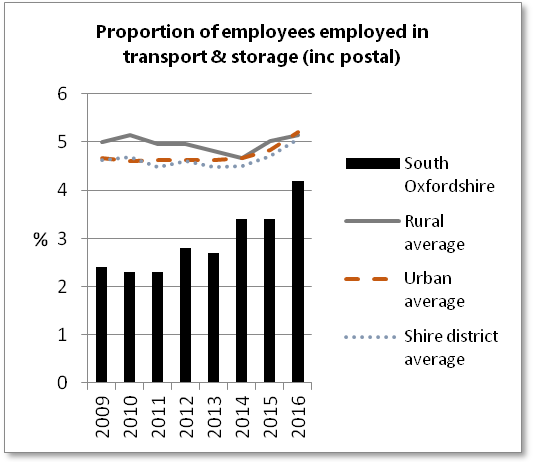 Proportion of employees employed in
transport & storage (inc postal)
6
5
4
3
2
1
0
%
2009
2010
2011
2012
2013
2014
2015
2016
South
Oxfordshire
Rural
average
Urban
average
Shire district
average